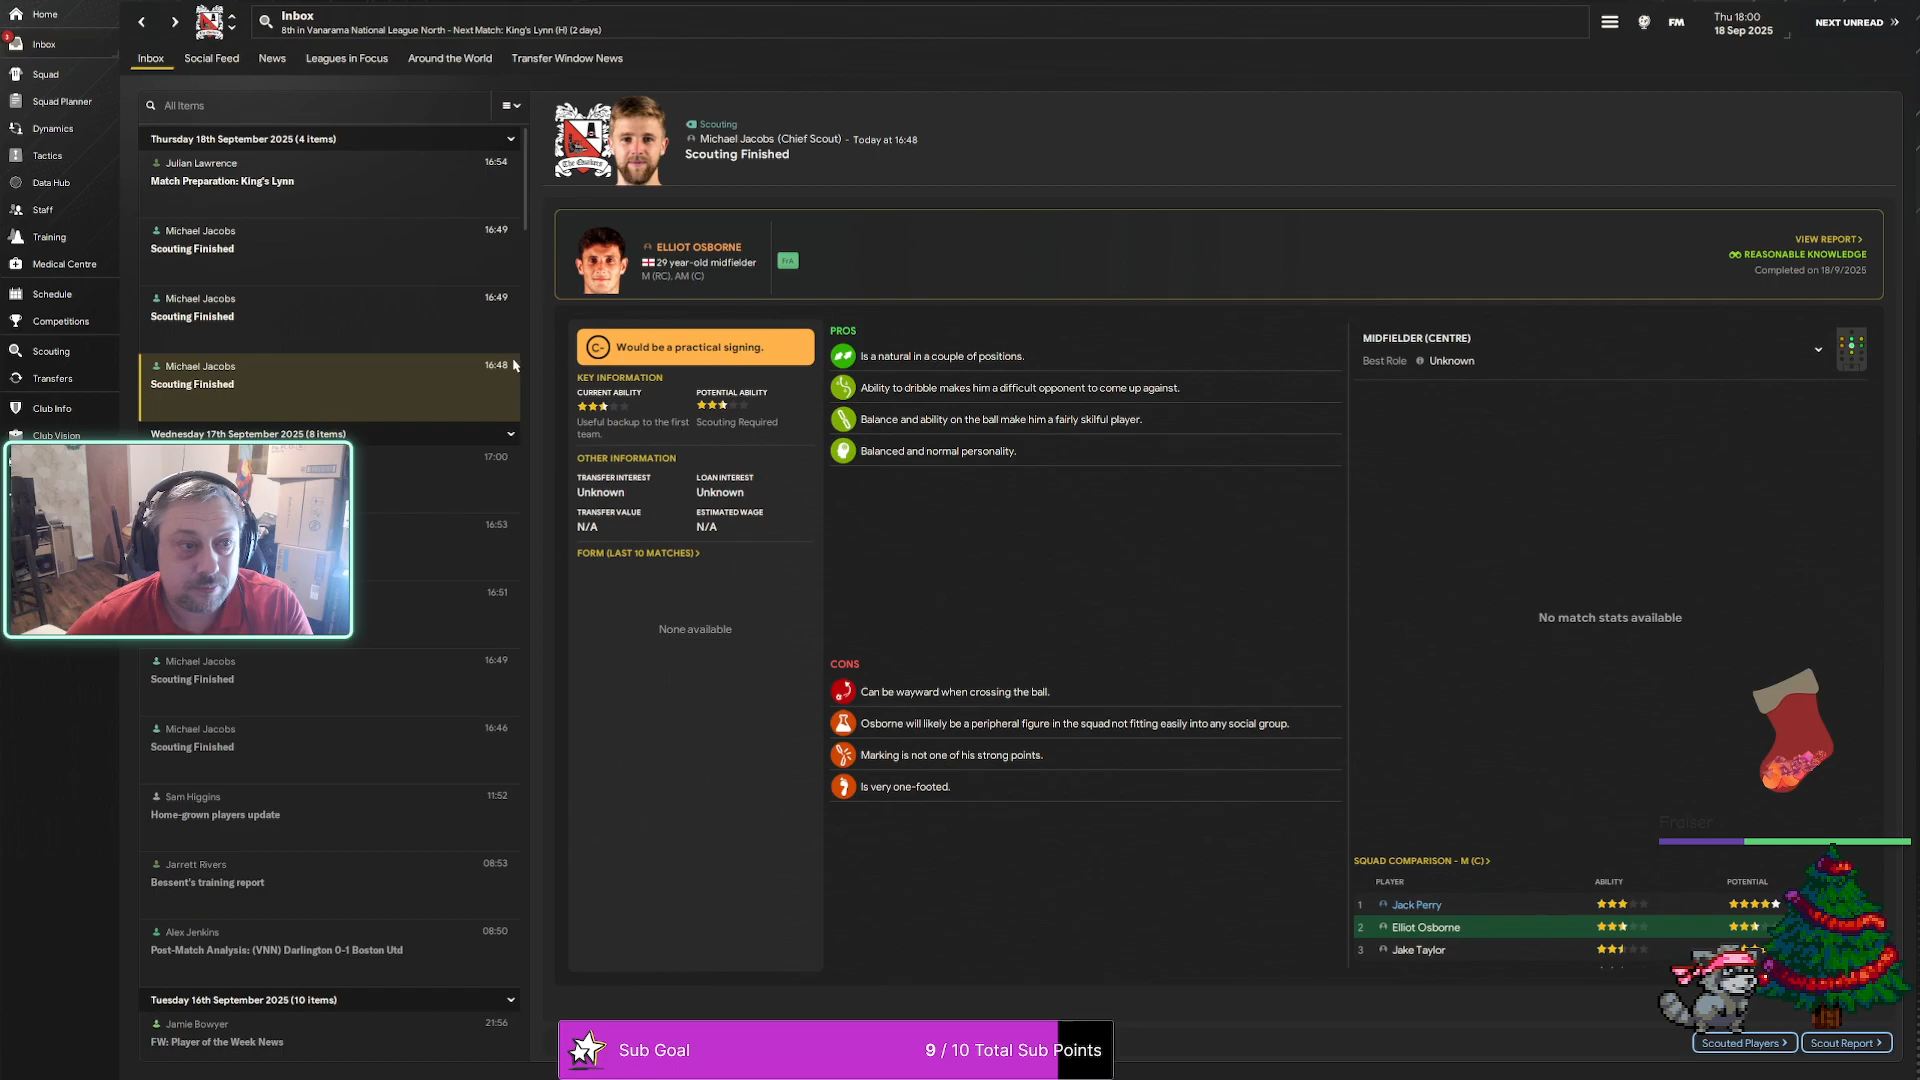 Home
Inbox
3
Squad
Squad Planner
Dynamics
Tactics
Data Hub
Staff
Training
Medical Centre
Schedule
Competitions
Scouting
Transfers
Club Info
Club Vision
Inbox
8th in Vanarama National League North - Next Match: King's Lynn (H) (2 days)
FM
Thu 18:00
18 Sep 2025
NEXT UNREAD
Inbox
Social Feed
News
Leagues in Focus
Around the World
Transfer Window News
All Items
Thursday 18th September 2025 (4 items)
Julian Lawrence 16:54
Match Preparation: King's Lynn
Michael Jacobs 16:49
Scouting Finished
Michael Jacobs 16:49
Scouting Finished
Michael Jacobs 16:48
Scouting Finished
Wednesday 17th September 2025 (8 items)
17:00
16:53
16:51
Michael Jacobs 16:49
Scouting Finished
Michael Jacobs 16:46
Scouting Finished
Sam Higgins 11:52
Home-grown players update
Jarrett Rivers 08:53
Bessent's training report
Alex Jenkins 08:50
Post-Match Analysis: (VNN) Darlington 0-1 Boston Utd
Tuesday 16th September 2025 (10 items)
Jamie Bowyer 21:56
FW: Player of the Week News
The Quakers
Scouting
Michael Jacobs (Chief Scout) - Today at 16:48
Scouting Finished
ELLIOT OSBORNE
29 year-old midfielder
M (RC), AM (C)
FrA
VIEW REPORT >
REASONABLE KNOWLEDGE
Completed on 18/9/2025
C- Would be a practical signing.
KEY INFORMATION
CURRENT ABILITY
POTENTIAL ABILITY
Useful backup to the first team.
Scouting Required
OTHER INFORMATION
TRANSFER INTEREST
Unknown
LOAN INTEREST
Unknown
TRANSFER VALUE
N/A
ESTIMATED WAGE
N/A
FORM (LAST 10 MATCHES) >
None available
PROS
Is a natural in a couple of positions.
Ability to dribble makes him a difficult opponent to come up against.
Balance and ability on the ball make him a fairly skilful player.
Balanced and normal personality.
CONS
Can be wayward when crossing the ball.
Osborne will likely be a peripheral figure in the squad not fitting easily into any social group.
Marking is not one of his strong points.
Is very one-footed.
MIDFIELDER (CENTRE)
Best Role Unknown
No match stats available
Fraiser
SQUAD COMPARISON - M (C) >
PLAYER ABILITY POTENTIAL
1 Jack Perry
2 Elliot Osborne
3 Jake Taylor
Scouted Players >
Scout Report >
Sub Goal 9 / 10 Total Sub Points